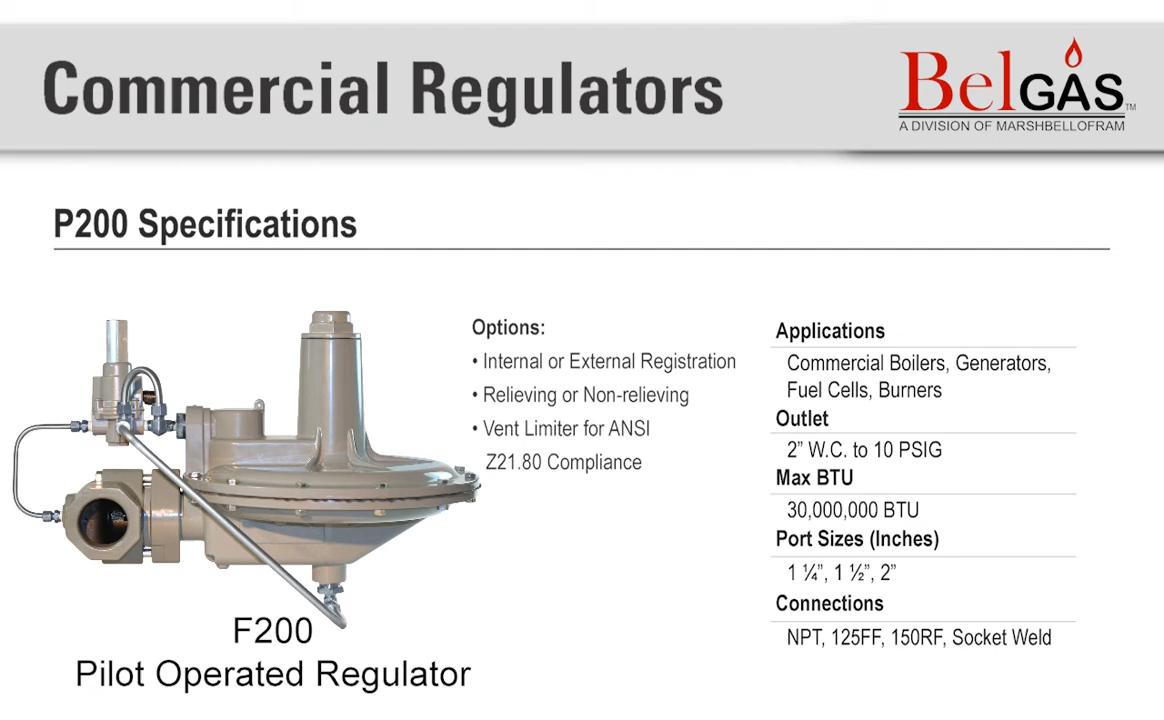 Commercial Regulators
BelGAS™
A DIVISION OF MARSHBELLOFRAM
P200 Specifications
Options:
• Internal or External Registration
• Relieving or Non-relieving
• Vent Limiter for ANSI
Z21.80 Compliance
Applications
Commercial Boilers, Generators,
Fuel Cells, Burners
Outlet
2” W.C. to 10 PSIG
Max BTU
30,000,000 BTU
Port Sizes (Inches)
1 ¼”, 1 ½”, 2”
Connections
NPT, 125FF, 150RF, Socket Weld
F200
Pilot Operated Regulator